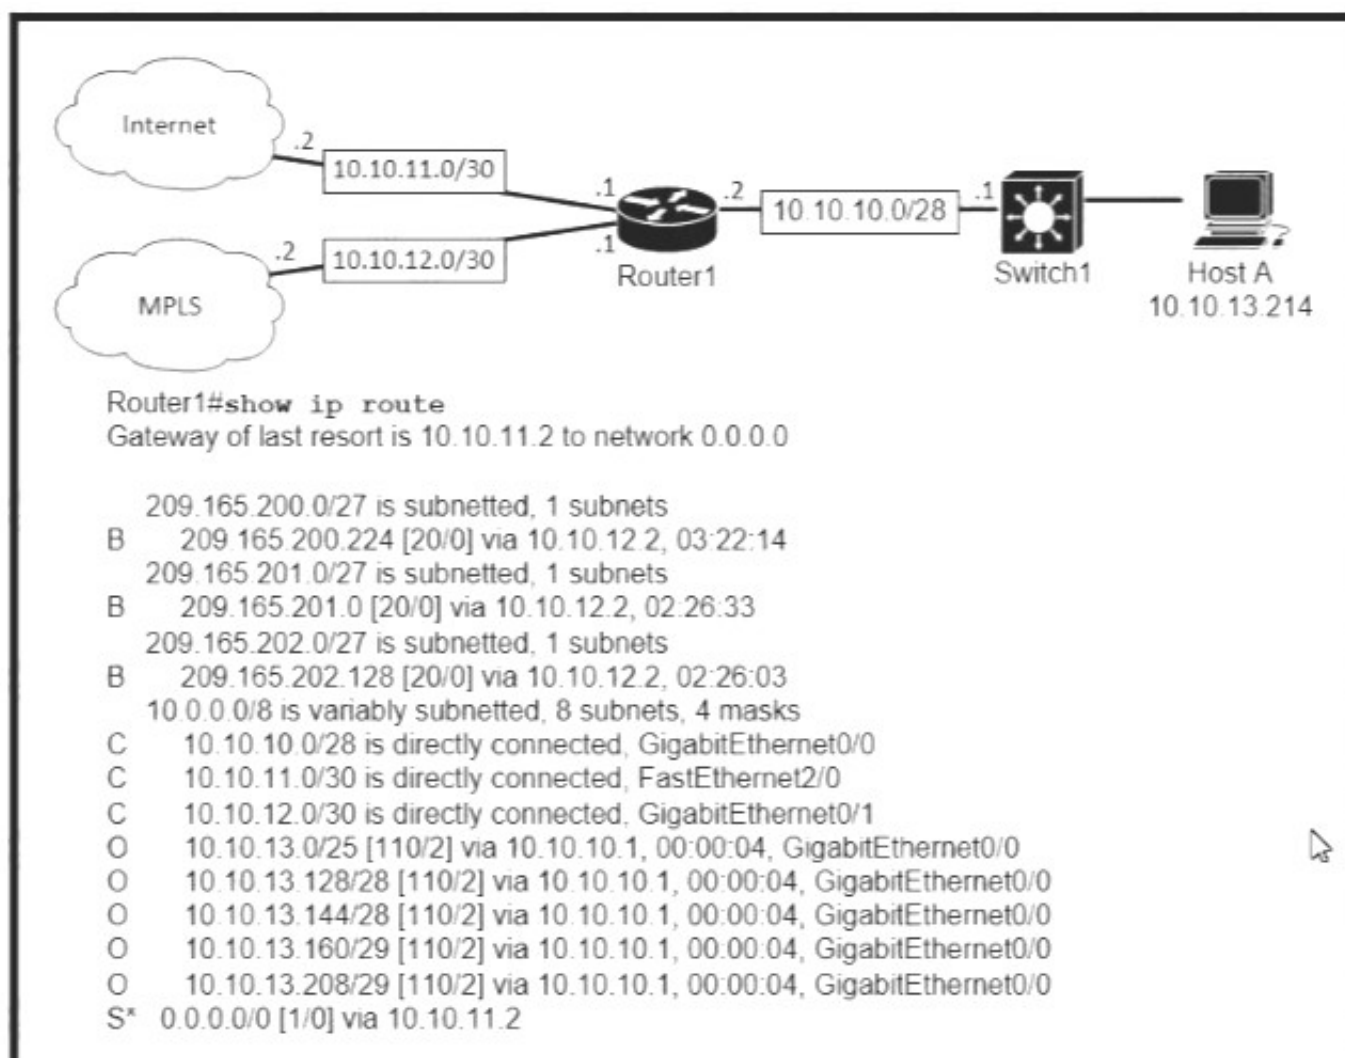 Internet
.2
10.10.11.0/30
.1
.2
10.10.10.0/28
.1
.2
10.10.12.0/30
.1
Router1
Switch1
Host A
MPLS
10.10.13.214
Router1#show ip route
Gateway of last resort is 10.10.11.2 to network 0.0.0.0
209.165.200.0/27 is subnetted, 1 subnets
B 209.165.200.224 [20/0] via 10.10.12.2, 03:22:14
209.165.201.0/27 is subnetted, 1 subnets
B 209.165.201.0 [20/0] via 10.10.12.2, 02:26:33
209.165.202.0/27 is subnetted, 1 subnets
B 209.165.202.128 [20/0] via 10.10.12.2, 02:26:03
10.0.0.0/8 is variably subnetted, 8 subnets, 4 masks
C 10.10.10.0/28 is directly connected, GigabitEthernet0/0
C 10.10.11.0/30 is directly connected, FastEthernet2/0
C 10.10.12.0/30 is directly connected, GigabitEthernet0/1
O 10.10.13.0/25 [110/2] via 10.10.10.1, 00:00:04, GigabitEthernet0/0
O 10.10.13.128/28 [110/2] via 10.10.10.1, 00:00:04, GigabitEthernet0/0
O 10.10.13.144/28 [110/2] via 10.10.10.1, 00:00:04, GigabitEthernet0/0
O 10.10.13.160/29 [110/2] via 10.10.10.1, 00:00:04, GigabitEthernet0/0
O 10.10.13.208/29 [110/2] via 10.10.10.1, 00:00:04, GigabitEthernet0/0
S* 0.0.0.0/0 [1/0] via 10.10.11.2